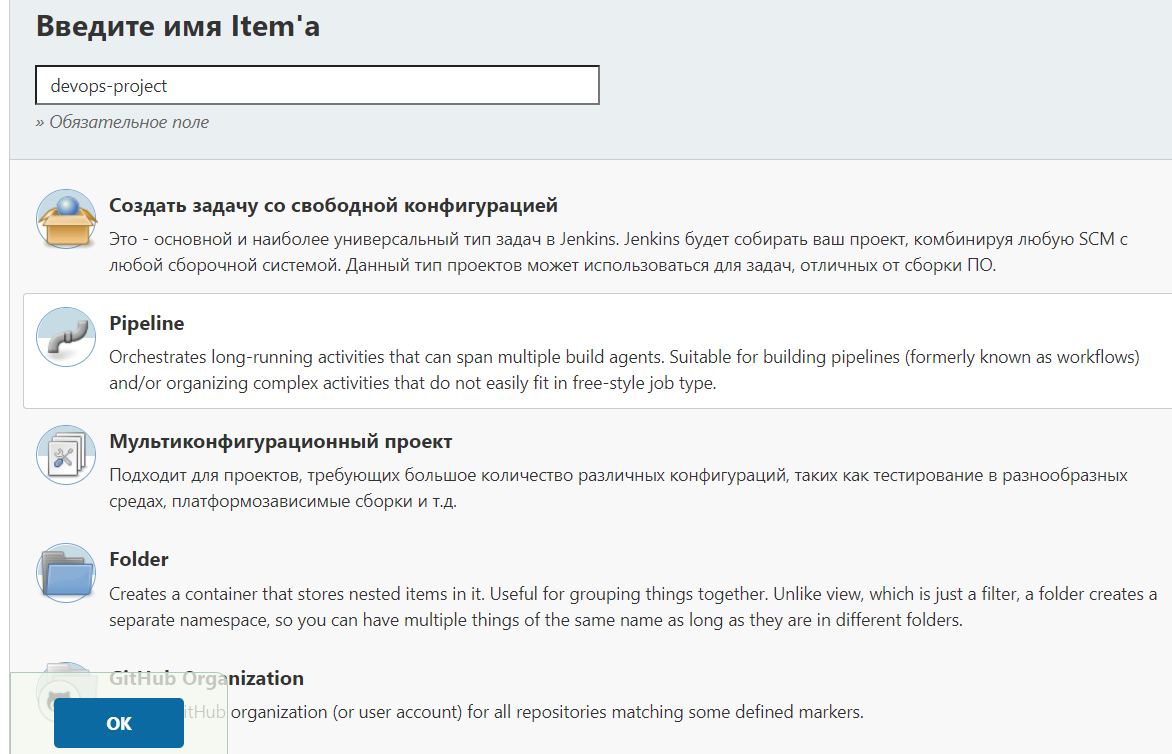 Введите имя Item'a
devops-project
» Обязательное поле
Создать задачу со свободной конфигурацией
Это - основной и наиболее универсальный тип задач в Jenkins. Jenkins будет собирать ваш проект, комбинируя любую SCM с
любой сборочной системой. Данный тип проектов может использоваться для задач, отличных от сборки ПО.
Pipeline
Orchestrates long-running activities that can span multiple build agents. Suitable for building pipelines (formerly known as workflows)
and/or organizing complex activities that do not easily fit in free-style job type.
Мультиконфигурационный проект
Подходит для проектов, требующих большое количество различных конфигураций, таких как тестирование в разнообразных
средах, платформозависимые сборки и т.д.
Folder
Creates a container that stores nested items in it. Useful for grouping things together. Unlike view, which is just a filter, a folder creates a
separate namespace, so you can have multiple things of the same name as long as they are in different folders.
GitHub Organization
GitHub organization (or user account) for all repositories matching some defined markers.
OK